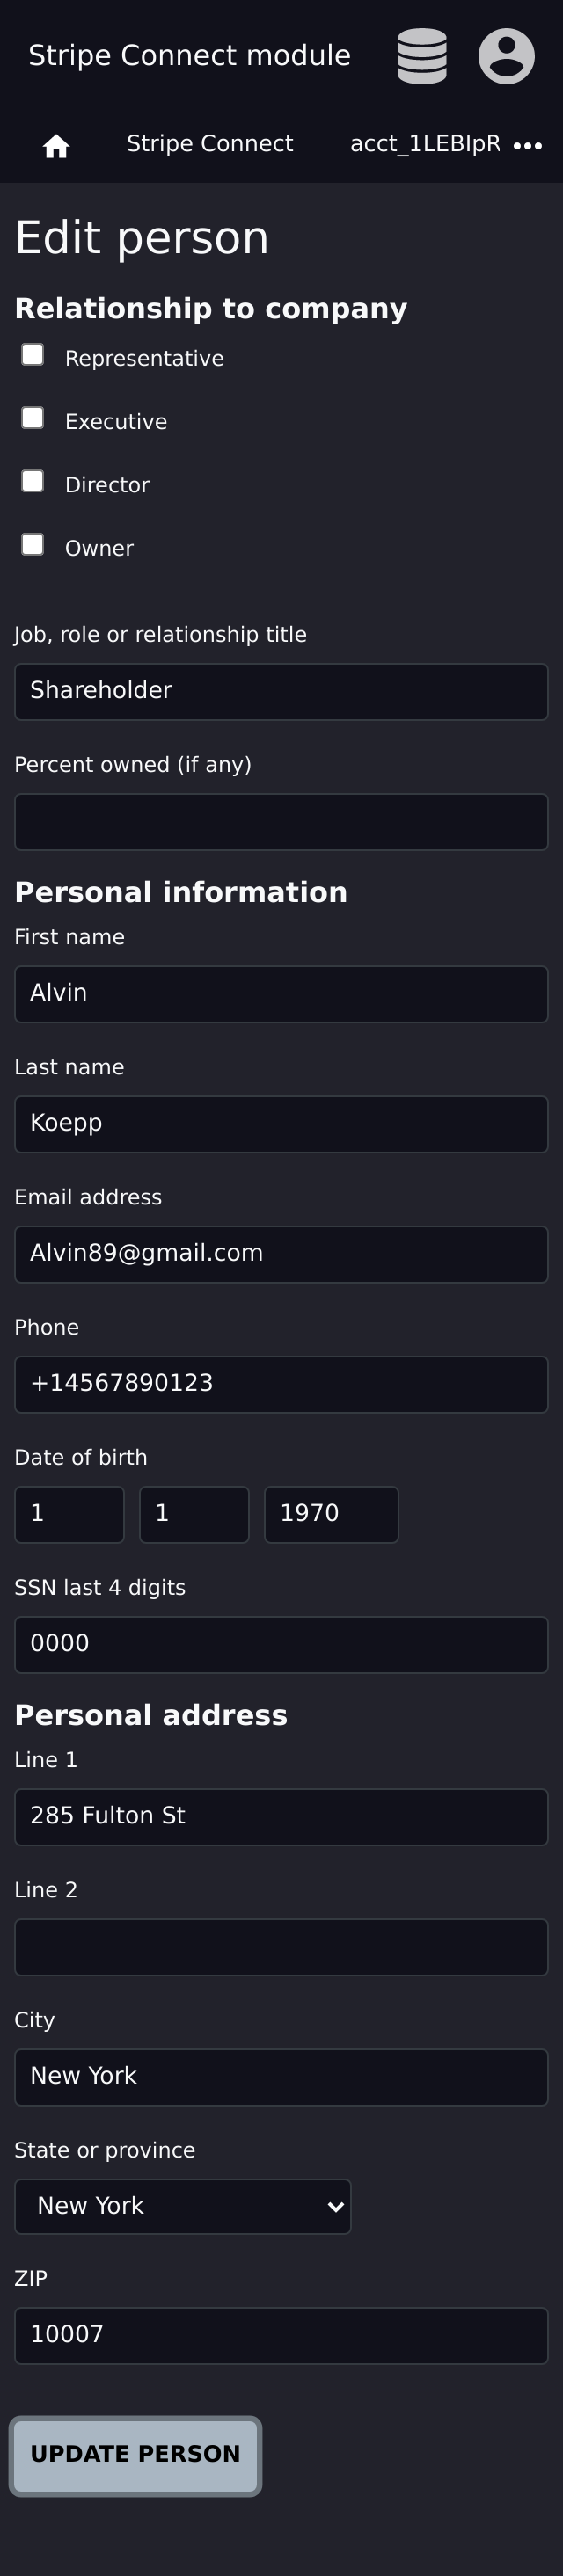 Stripe Connect module
Stripe Connect acct_1LEBIpR
Edit person
Relationship to company
Representative
Executive
Director
Owner
Job, role or relationship title
Shareholder
Percent owned (if any)
Personal information
First name
Alvin
Last name
Koepp
Email address
Alvin89@gmail.com
Phone
+14567890123
Date of birth
1 1 1970
SSN last 4 digits
0000
Personal address
Line 1
285 Fulton St
Line 2
City
New York
State or province
New York
ZIP
10007
UPDATE PERSON